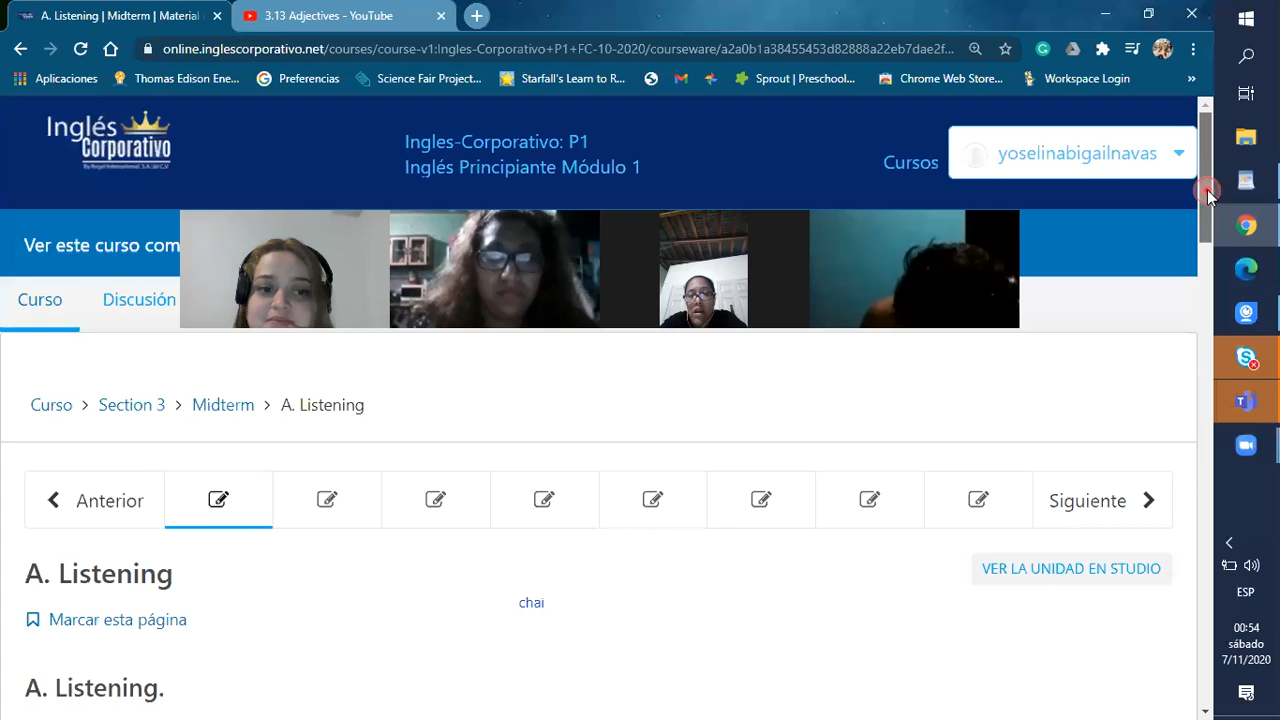 A. Listening | Midterm | Material
3.13 Adjectives - YouTube
online.inglescorporativo.net/courses/course-v1:Ingles-Corporativo+P1+FC-10-2020/courseware/a2a0b1a38455453d82888a22eb7dae2f...
Aplicaciones
Thomas Edison Ene...
Preferencias
Science Fair Project...
Starfall's Learn to R...
Sprout | Preschool...
Chrome Web Store...
Workspace Login
»
Inglés
Corporativo
Ingles-Corporativo: P1
Inglés Principiante Módulo 1
Cursos
yoselinabigailnavas
Ver este curso com
Curso
Discusión
Curso > Section 3 > Midterm > A. Listening
Anterior
Siguiente
A. Listening
VER LA UNIDAD EN STUDIO
chai
Marcar esta página
A. Listening.
ESP
00:54
sábado
7/11/2020